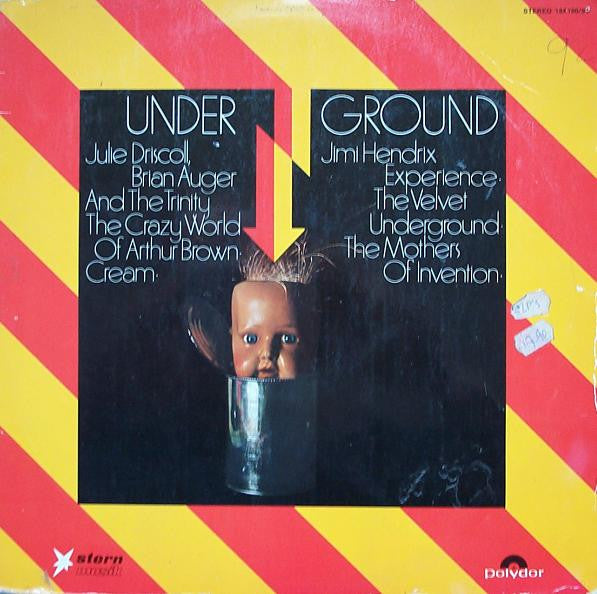 STEREO
UNDER
GROUND
Julie Driscoll,
Brian Auger
And The Trinity
The Crazy World
Of Arthur Brown·
Cream·
Jimi Hendrix
Experience·
The Velvet
Underground·
The Mothers
Of Invention·
stern
musik
polydor